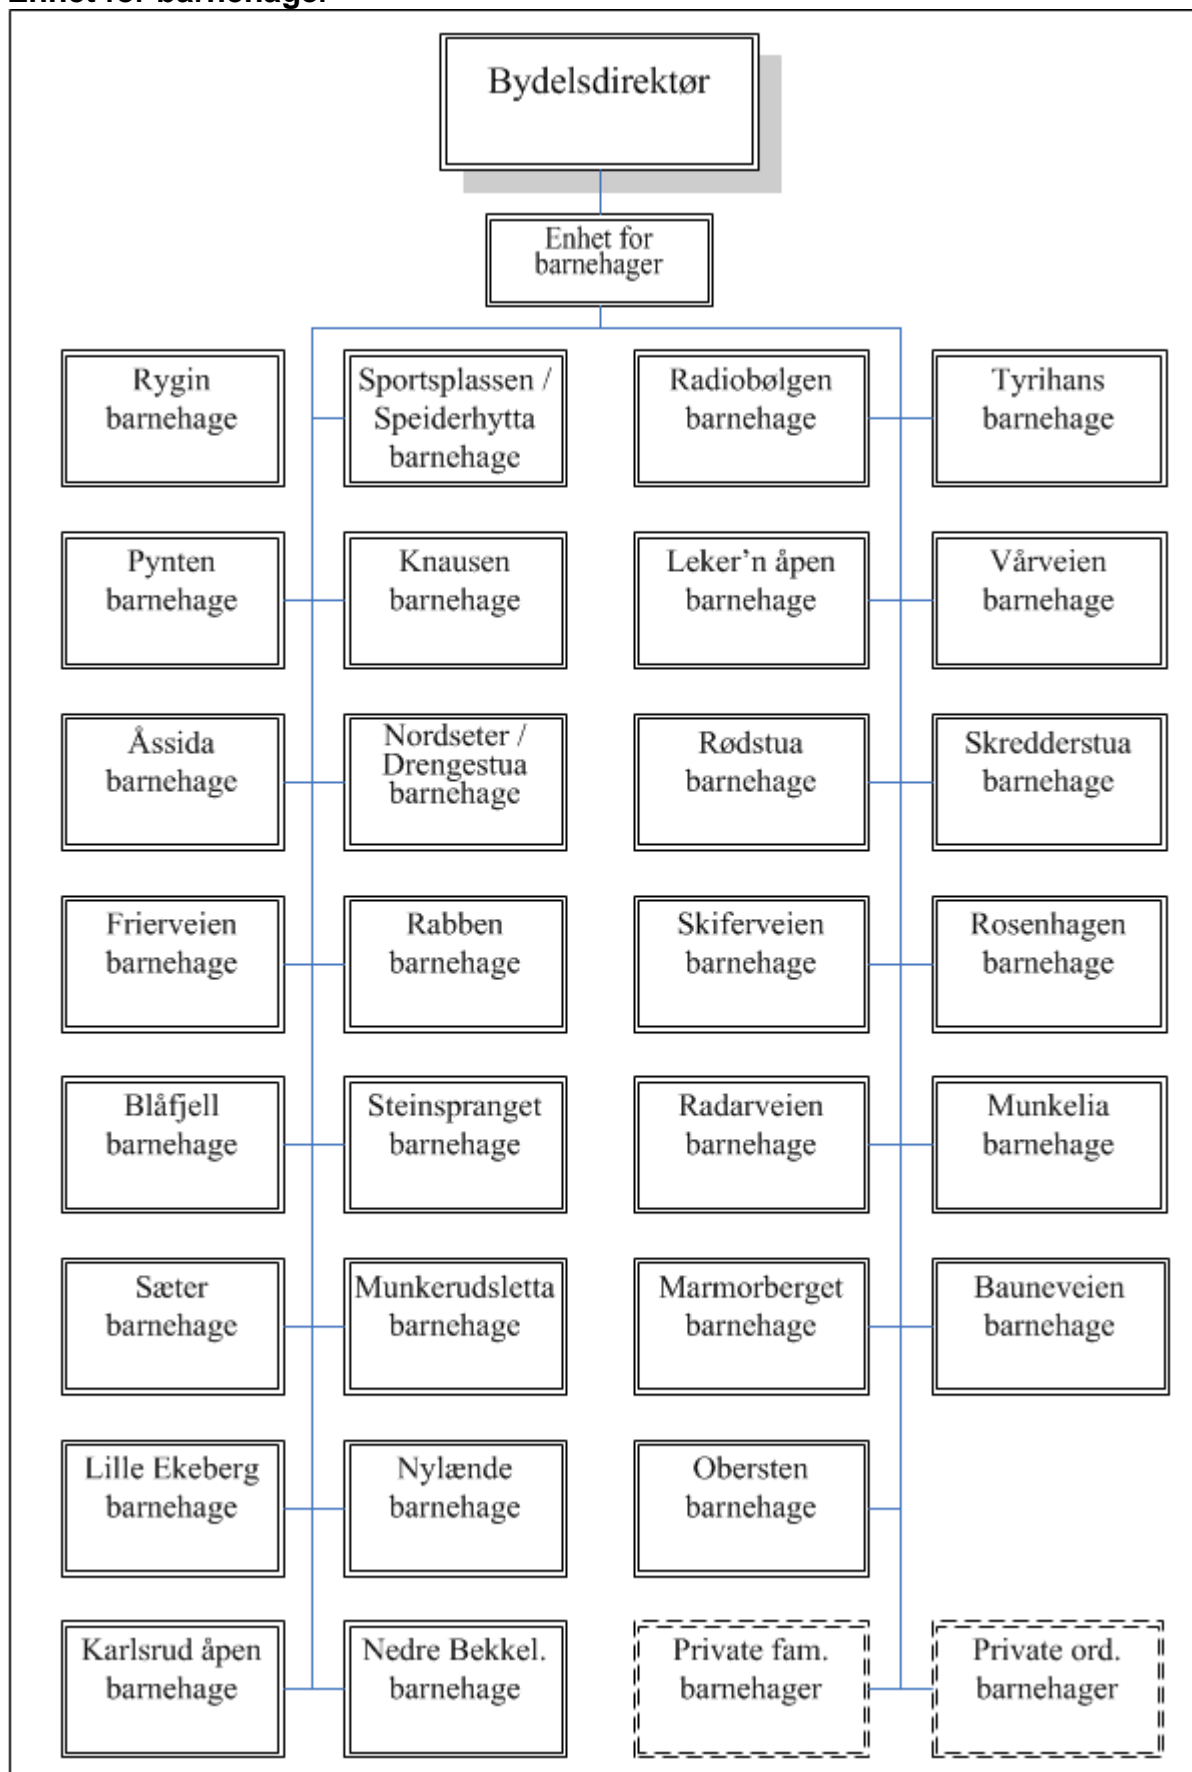 Enhet for barnehager
Bydelsdirektør
Enhet for
barnehager
Rygin
barnehage
Sportsplassen /
Speiderhytta
barnehage
Radiobølgen
barnehage
Tyrihans
barnehage
Pynten
barnehage
Knausen
barnehage
Leker’n åpen
barnehage
Vårveien
barnehage
Åssida
barnehage
Nordseter /
Drengestua
barnehage
Rødstua
barnehage
Skredderstua
barnehage
Frierveien
barnehage
Rabben
barnehage
Skiferveien
barnehage
Rosenhagen
barnehage
Blåfjell
barnehage
Steinspranget
barnehage
Radarveien
barnehage
Munkelia
barnehage
Sæter
barnehage
Munkerudsletta
barnehage
Marmorberget
barnehage
Bauneveien
barnehage
Lille Ekeberg
barnehage
Nylænde
barnehage
Obersten
barnehage
Karlsrud åpen
barnehage
Nedre Bekkel.
barnehage
Private fam.
barnehager
Private ord.
barnehager